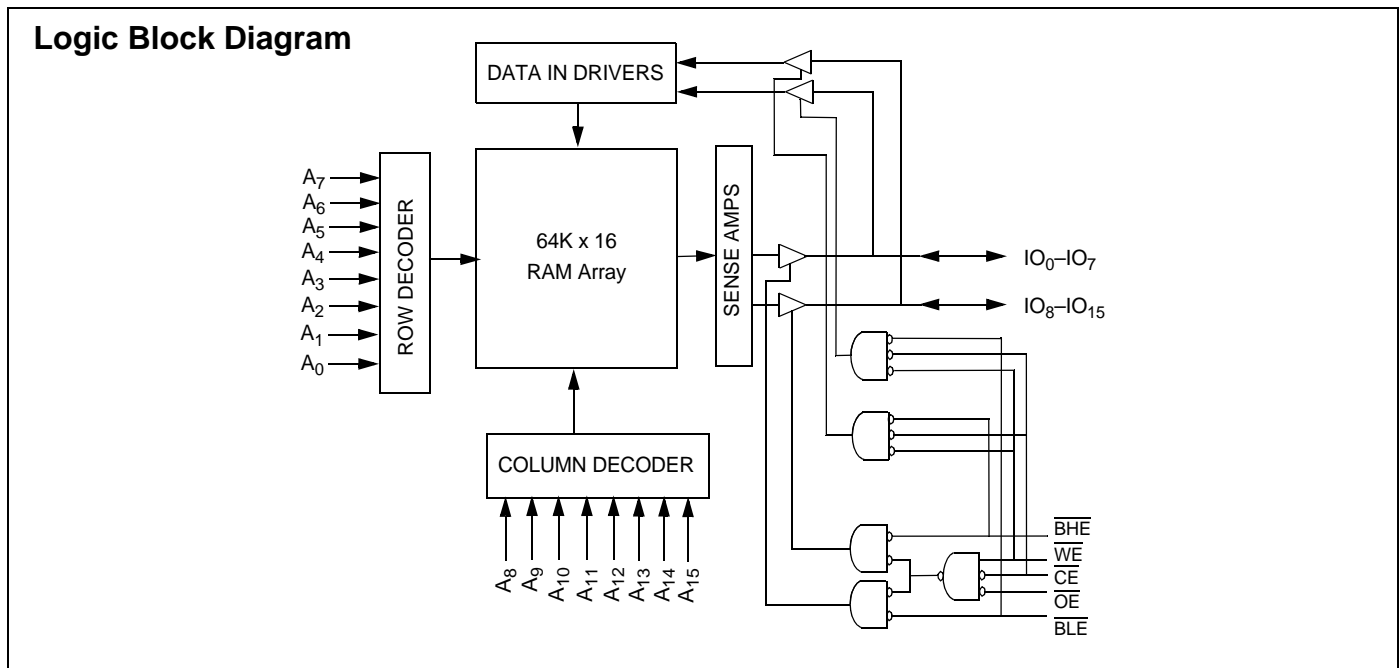 Logic Block Diagram
DATA IN DRIVERS
A7
A6
A5
A4
A3
A2
A1
A0
ROW DECODER
64K x 16
RAM Array
SENSE AMPS
IO0–IO7
IO8–IO15
COLUMN DECODER
A8
A9
A10
A11
A12
A13
A14
A15
BHE
WE
CE
OE
BLE